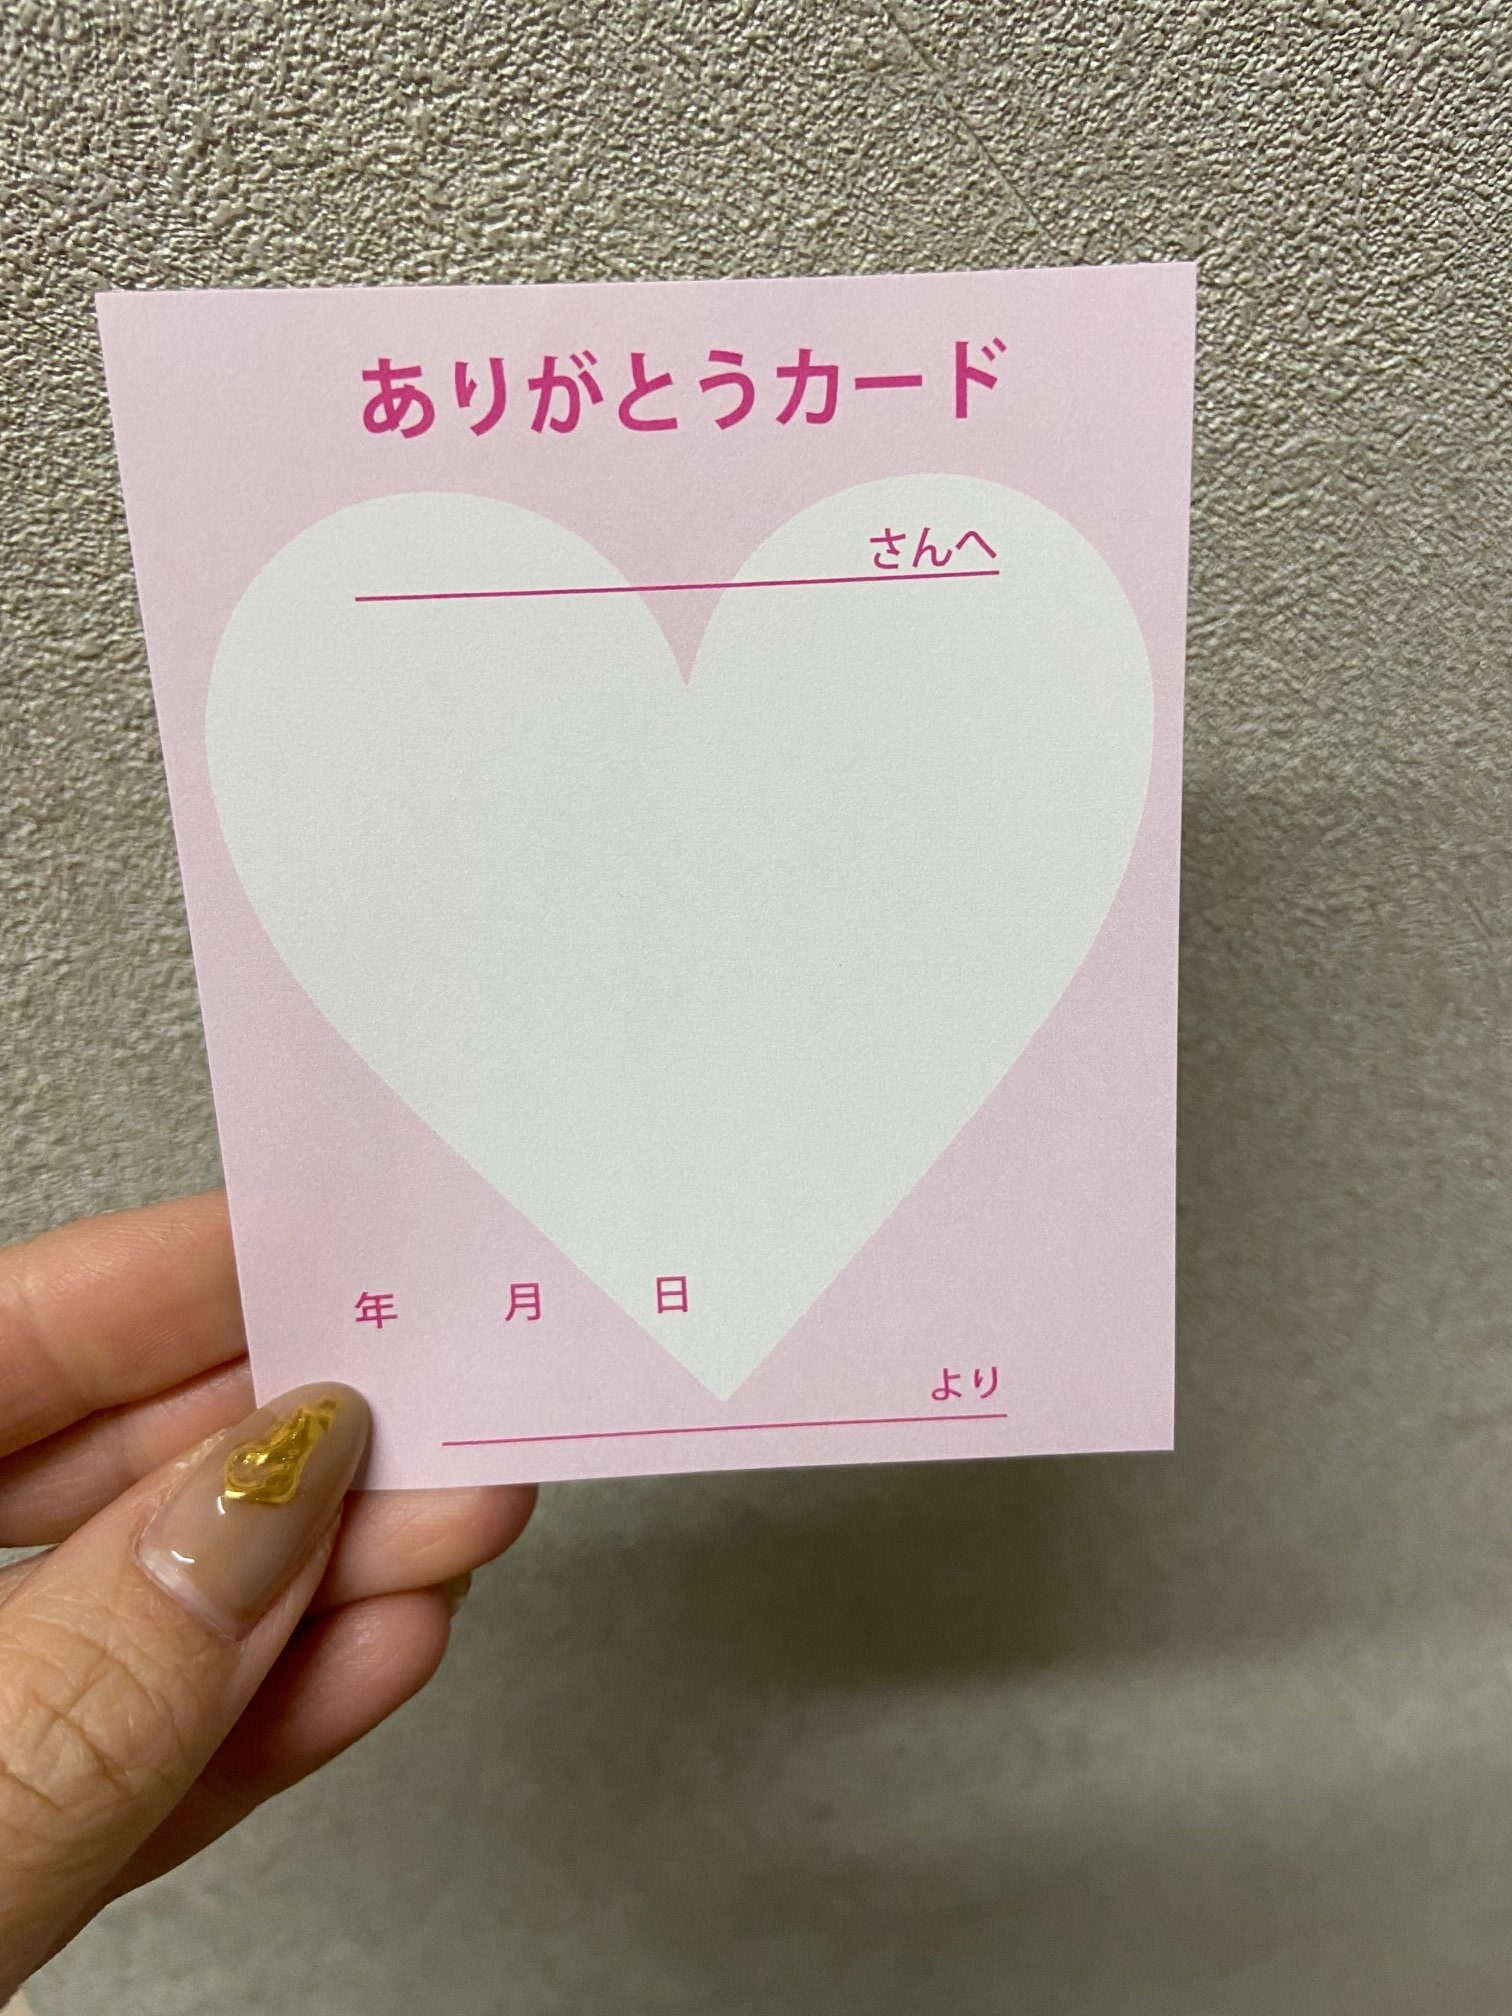 ありがとうカード
さんへ
年 月 日
より